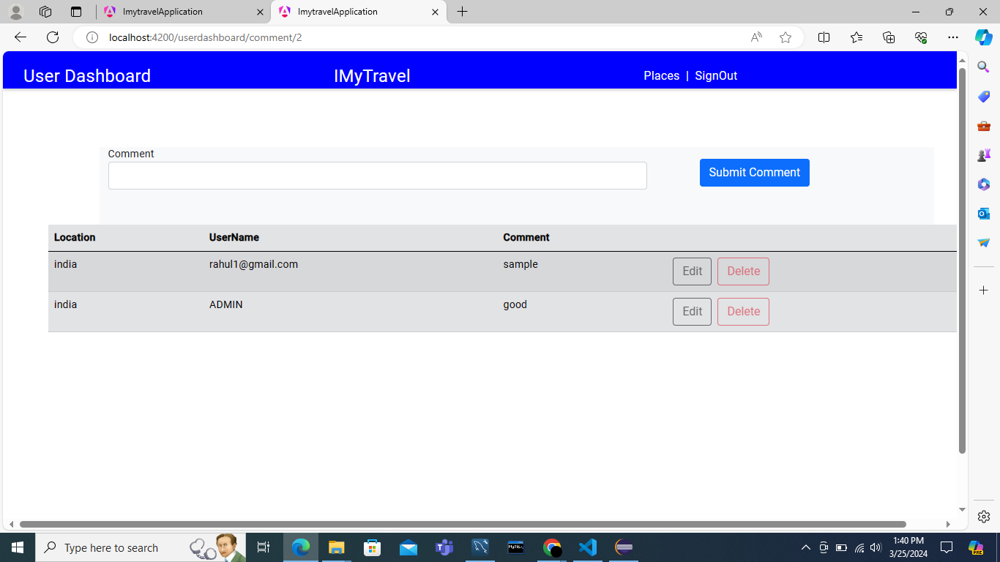 ImytravelApplication
ImytravelApplication
localhost:4200/userdashboard/comment/2
User Dashboard IMyTravel Places | SignOut
Comment
Submit Comment
Location UserName Comment
india rahul1@gmail.com sample Edit Delete
india ADMIN good Edit Delete
Type here to search
1:40 PM
3/25/2024